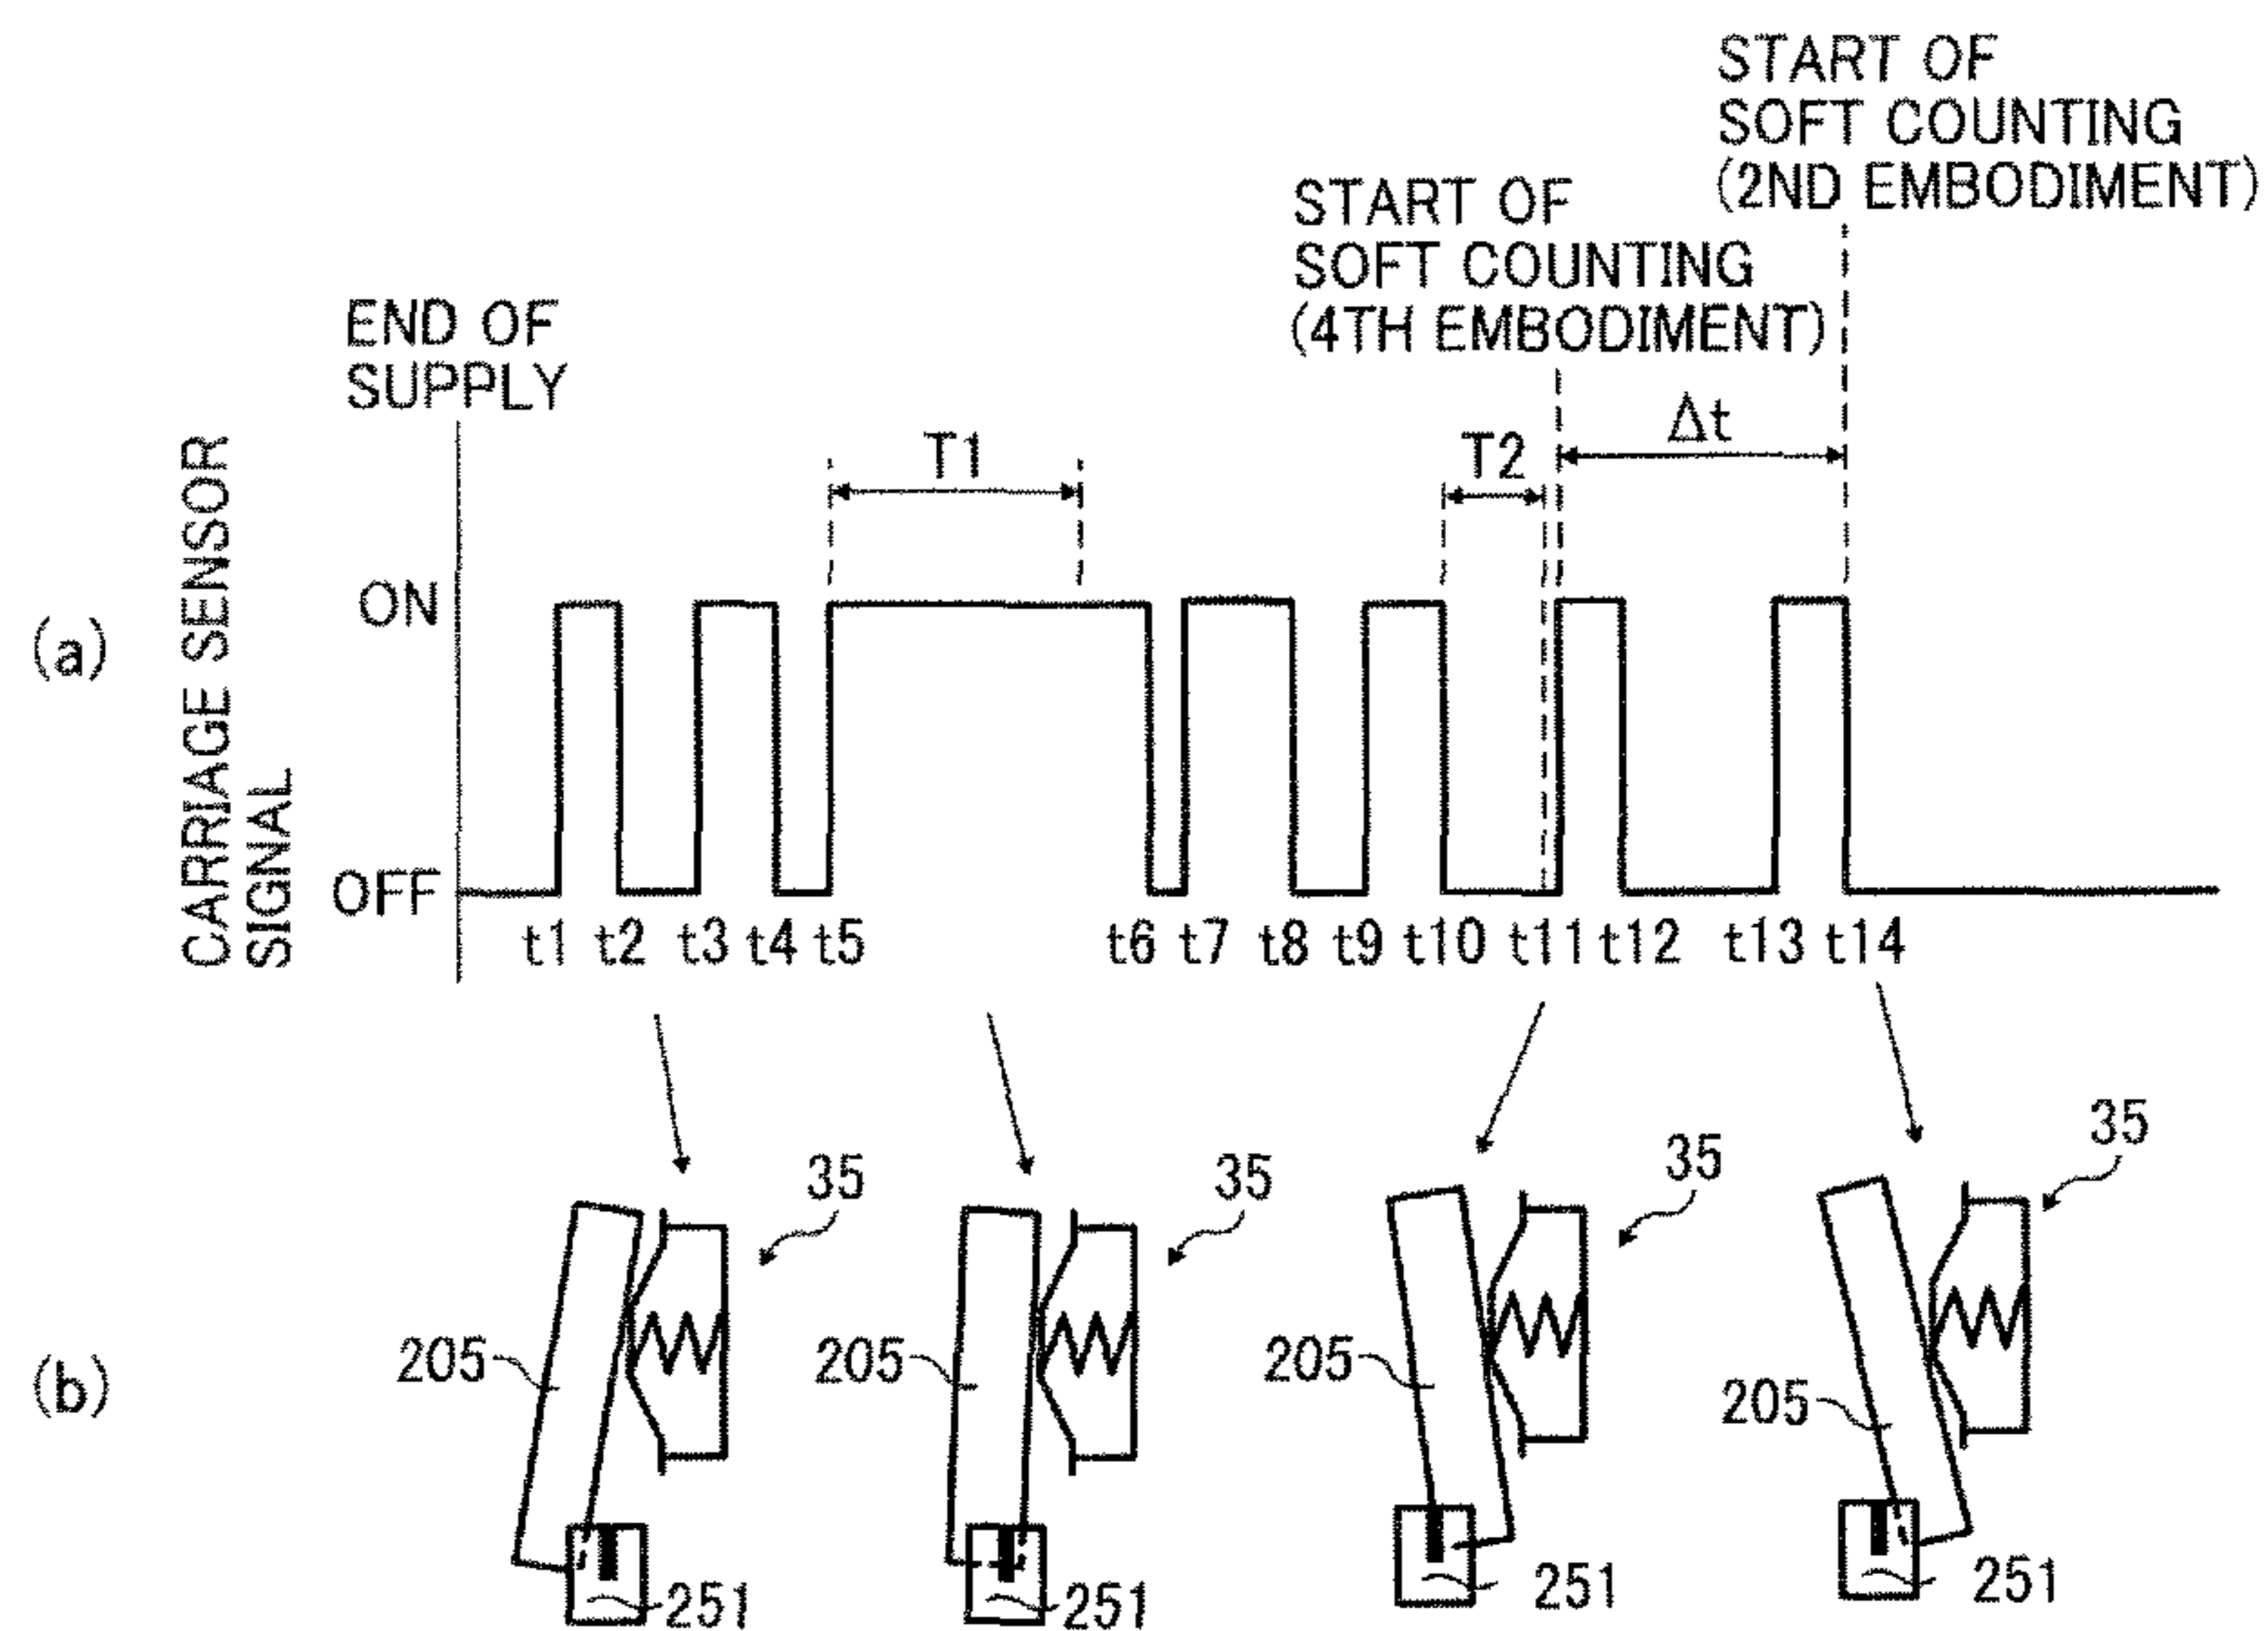 START OF
SOFT COUNTING
(2ND EMBODIMENT)
START OF
SOFT COUNTING
(4TH EMBODIMENT)
END OF
SUPPLY
T1
T2
Δt
(a)
CARRIAGE SENSOR
SIGNAL
ON
OFF
t1 t2 t3 t4 t5 t6 t7 t8 t9 t10 t11 t12 t13 t14
(b)
35 35 35 35
205 205 205 205
251 251 251 251